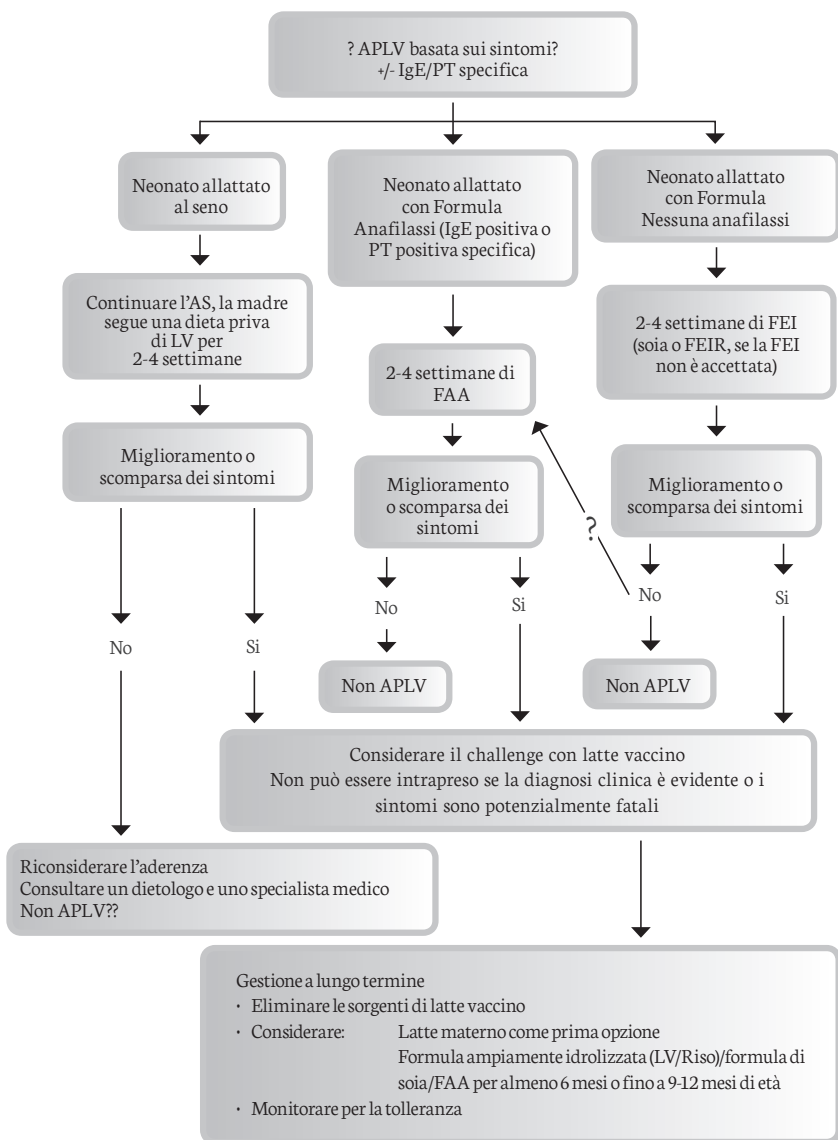 ? APLV basata sui sintomi?
+/- IgE/PT specifica
Neonato allattato
al seno
Neonato allattato
con Formula
Anafilassi (IgE positiva o
PT positiva specifica)
Neonato allattato
con Formula
Nessuna anafilassi
Continuare l'AS, la madre
segue una dieta priva
di LV per
2-4 settimane
2-4 settimane di
FAA
2-4 settimane di FEI
(soia o FEIR, se la FEI
non è accettata)
Miglioramento o
scomparsa dei sintomi
Miglioramento
o scomparsa dei
sintomi
Miglioramento o
scomparsa dei sintomi
?
No
Si
No
Si
No
Si
Non APLV
Non APLV
Considerare il challenge con latte vaccino
Non può essere intrapreso se la diagnosi clinica è evidente o i
sintomi sono potenzialmente fatali
Riconsiderare l'aderenza
Consultare un dietologo e uno specialista medico
Non APLV??
Gestione a lungo termine
· Eliminare le sorgenti di latte vaccino
· Considerare: Latte materno come prima opzione
Formula ampiamente idrolizzata (LV/Riso)/formula di
soia/FAA per almeno 6 mesi o fino a 9-12 mesi di età
· Monitorare per la tolleranza